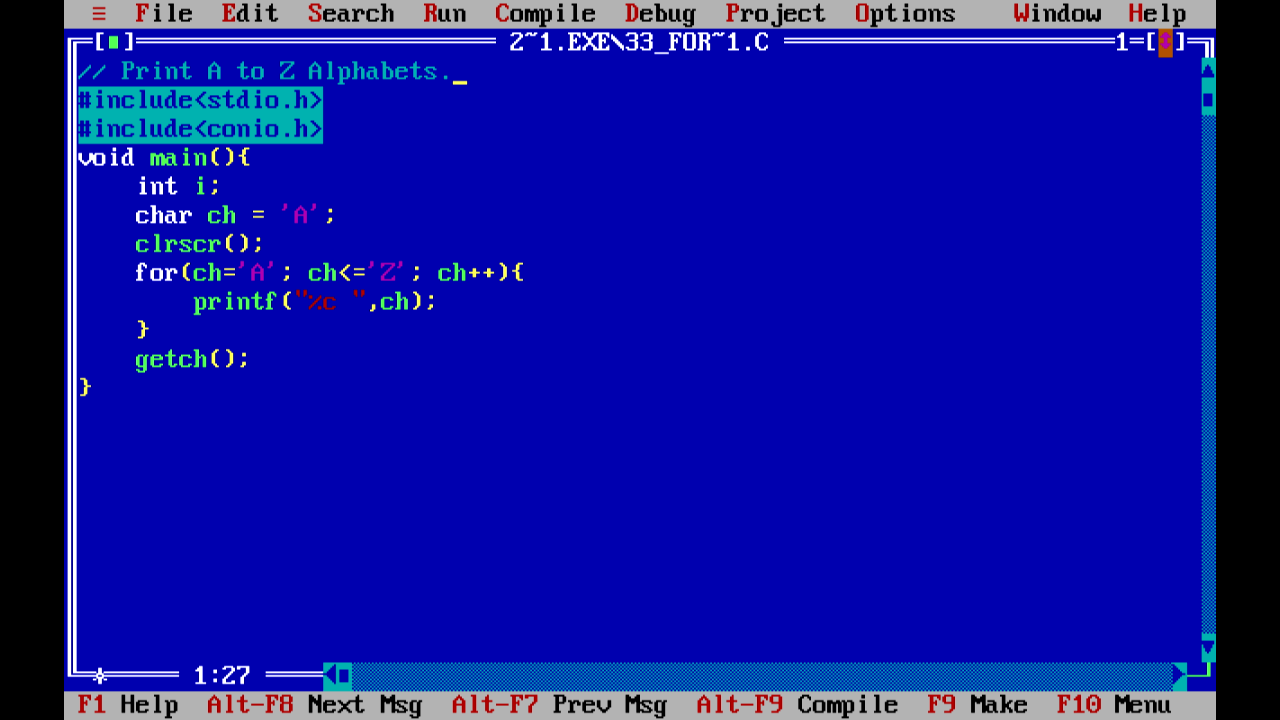 ≡ File Edit Search Run Compile Debug Project Options Window Help
[■] 2~1.EXE\33_FOR~1.C 1=[↕]
// Print A to Z Alphabets._
#include<stdio.h>
#include<conio.h>
void main(){
    int i;
    char ch = 'A';
    clrscr();
    for(ch='A'; ch<='Z'; ch++){
        printf("%c ",ch);
    }
    getch();
}
1:27
F1 Help Alt-F8 Next Msg Alt-F7 Prev Msg Alt-F9 Compile F9 Make F10 Menu